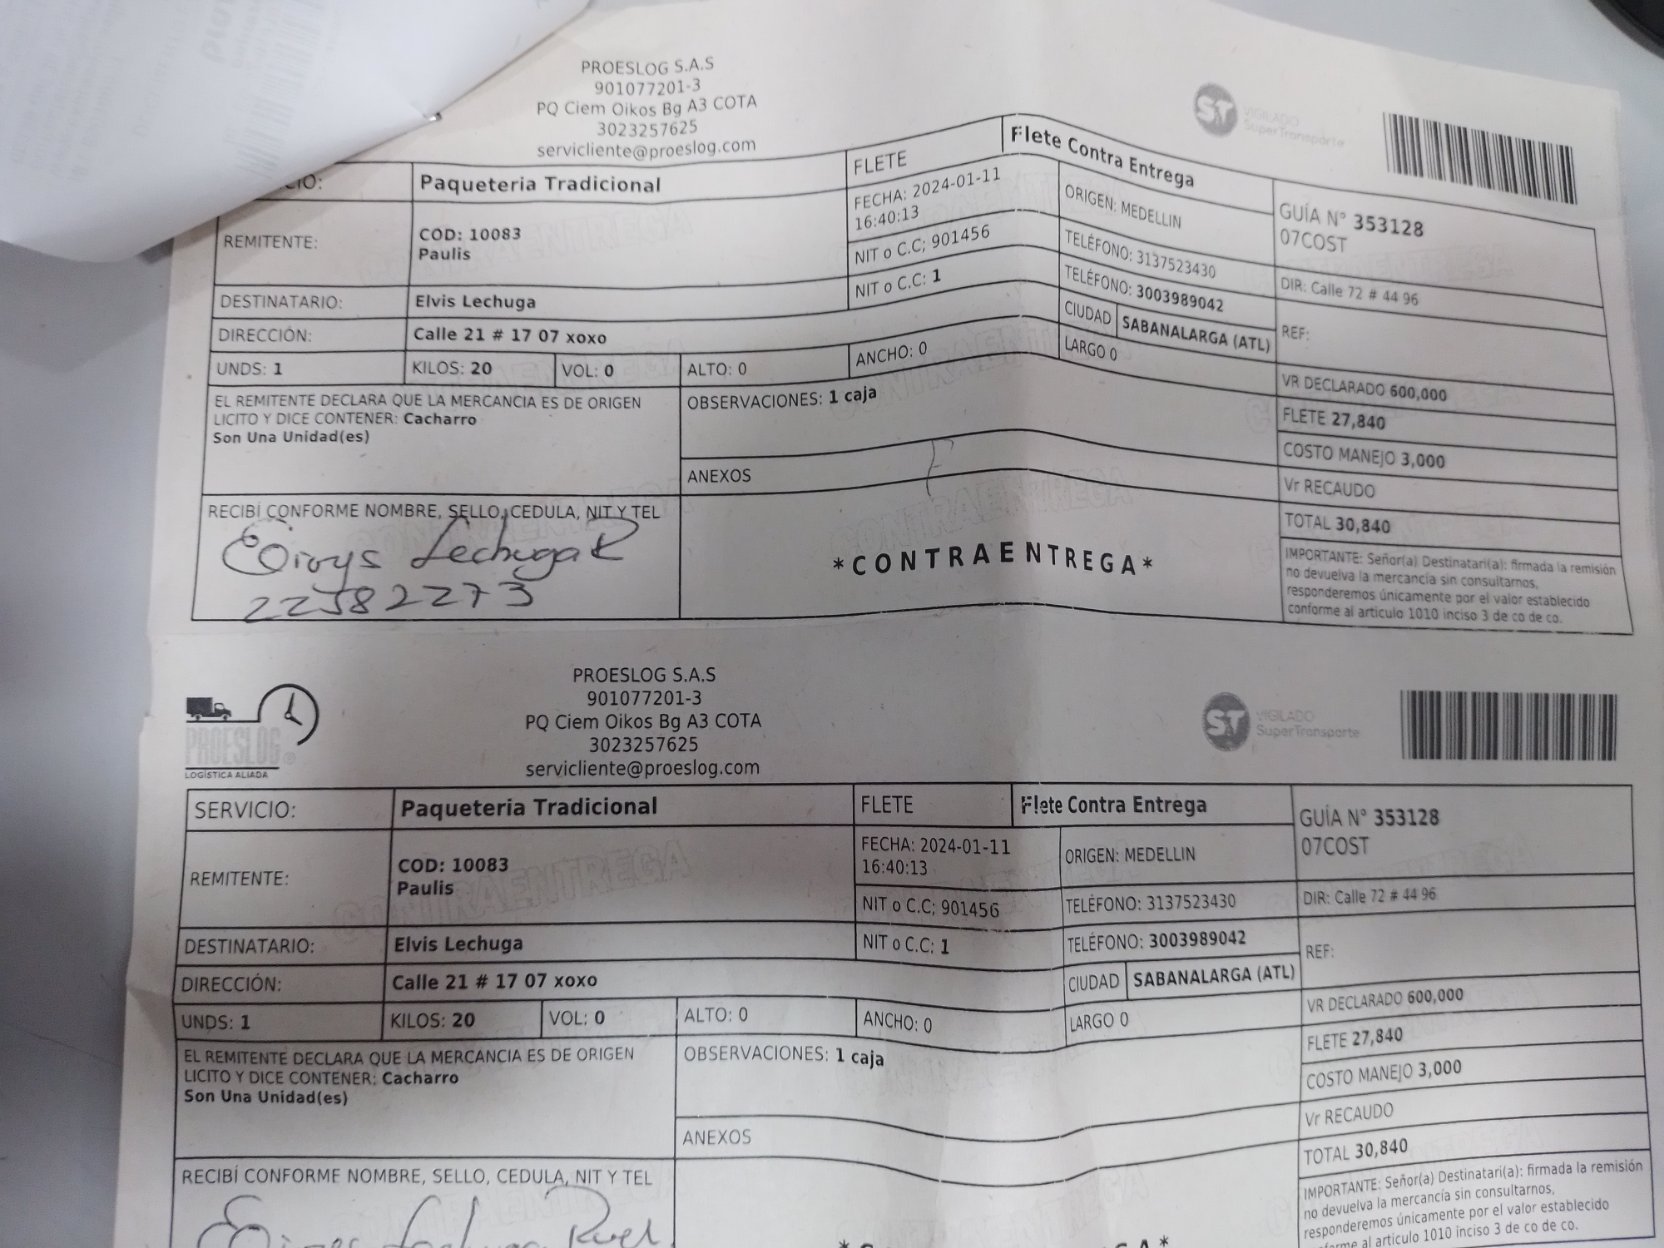 PROESLOG S.A.S
901077201-3
PQ Ciem Oikos Bg A3 COTA
3023257625
servicliente@proeslog.com
ST
VIGILADO
SuperTransporte
CIO:
Paqueteria Tradicional
FLETE
Flete Contra Entrega
GUÍA N° 353128
07COST
REMITENTE:
COD: 10083
Paulis
FECHA: 2024-01-11
16:40:13
ORIGEN: MEDELLIN
NIT o C.C; 901456
TELÉFONO: 3137523430
DIR: Calle 72 # 44 96
DESTINATARIO:
Elvis Lechuga
NIT o C.C: 1
TELÉFONO: 3003989042
REF:
DIRECCIÓN:
Calle 21 # 17 07 xoxo
CIUDAD
SABANALARGA (ATL)
UNDS: 1
KILOS: 20
VOL: 0
ALTO: 0
ANCHO: 0
LARGO 0
VR DECLARADO 600,000
EL REMITENTE DECLARA QUE LA MERCANCIA ES DE ORIGEN
LICITO Y DICE CONTENER: Cacharro
Son Una Unidad(es)
OBSERVACIONES: 1 caja
FLETE 27,840
COSTO MANEJO 3,000
ANEXOS
Vr RECAUDO
RECIBÍ CONFORME NOMBRE, SELLO, CEDULA, NIT Y TEL
TOTAL 30,840
Lechuga R
22582273
*CONTRAENTREGA*
IMPORTANTE: Señor(a) Destinatari(a): firmada la remisión
no devuelva la mercancía sin consultarnos,
responderemos únicamente por el valor establecido
conforme al articulo 1010 inciso 3 de co de co.
PROESLOG
LOGÍSTICA ALIADA
PROESLOG S.A.S
901077201-3
PQ Ciem Oikos Bg A3 COTA
3023257625
servicliente@proeslog.com
ST
VIGILADO
SuperTransporte
SERVICIO:
Paqueteria Tradicional
FLETE
Flete Contra Entrega
GUÍA N° 353128
07COST
REMITENTE:
COD: 10083
Paulis
FECHA: 2024-01-11
16:40:13
ORIGEN: MEDELLIN
NIT o C.C; 901456
TELÉFONO: 3137523430
DIR: Calle 72 # 44 96
DESTINATARIO:
Elvis Lechuga
NIT o C.C: 1
TELÉFONO: 3003989042
REF:
DIRECCIÓN:
Calle 21 # 17 07 xoxo
CIUDAD
SABANALARGA (ATL)
UNDS: 1
KILOS: 20
VOL: 0
ALTO: 0
ANCHO: 0
LARGO 0
VR DECLARADO 600,000
EL REMITENTE DECLARA QUE LA MERCANCIA ES DE ORIGEN
LICITO Y DICE CONTENER: Cacharro
Son Una Unidad(es)
OBSERVACIONES: 1 caja
FLETE 27,840
COSTO MANEJO 3,000
ANEXOS
Vr RECAUDO
RECIBÍ CONFORME NOMBRE, SELLO, CEDULA, NIT Y TEL
TOTAL 30,840
IMPORTANTE: Señor(a) Destinatari(a): firmada la remisión
no devuelva la mercancía sin consultarnos,
responderemos únicamente por el valor establecido
al articulo 1010 inciso 3 de co de co.